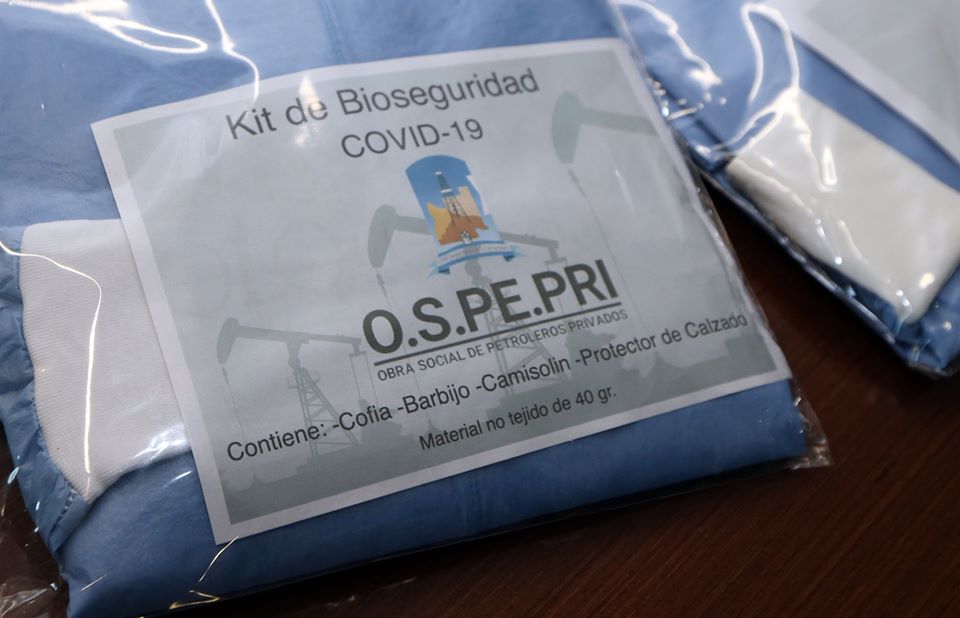 Kit de Bioseguridad
COVID-19
O.S.PE.PRI
OBRA SOCIAL DE PETROLEROS PRIVADOS
Contiene: -Cofia -Barbijo -Camisolin -Protector de Calzado
Material no tejido de 40 gr.